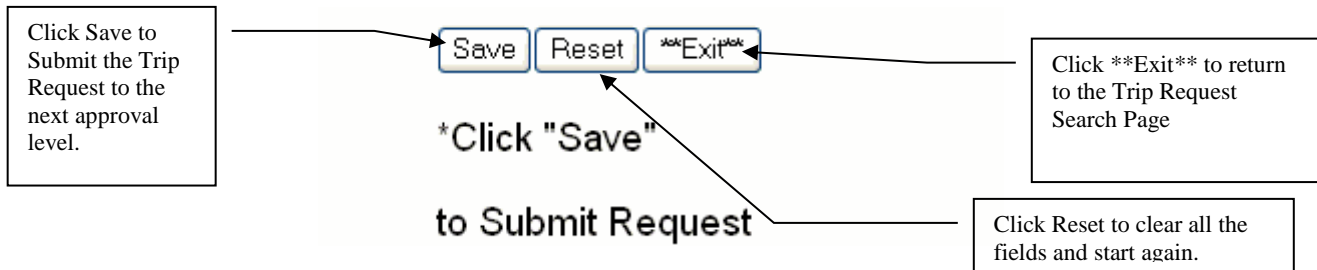 Click Save to
Submit the Trip
Request to the
next approval
level.
Save Reset **Exit**
Click **Exit** to return
to the Trip Request
Search Page
*Click "Save"
to Submit Request
Click Reset to clear all the
fields and start again.